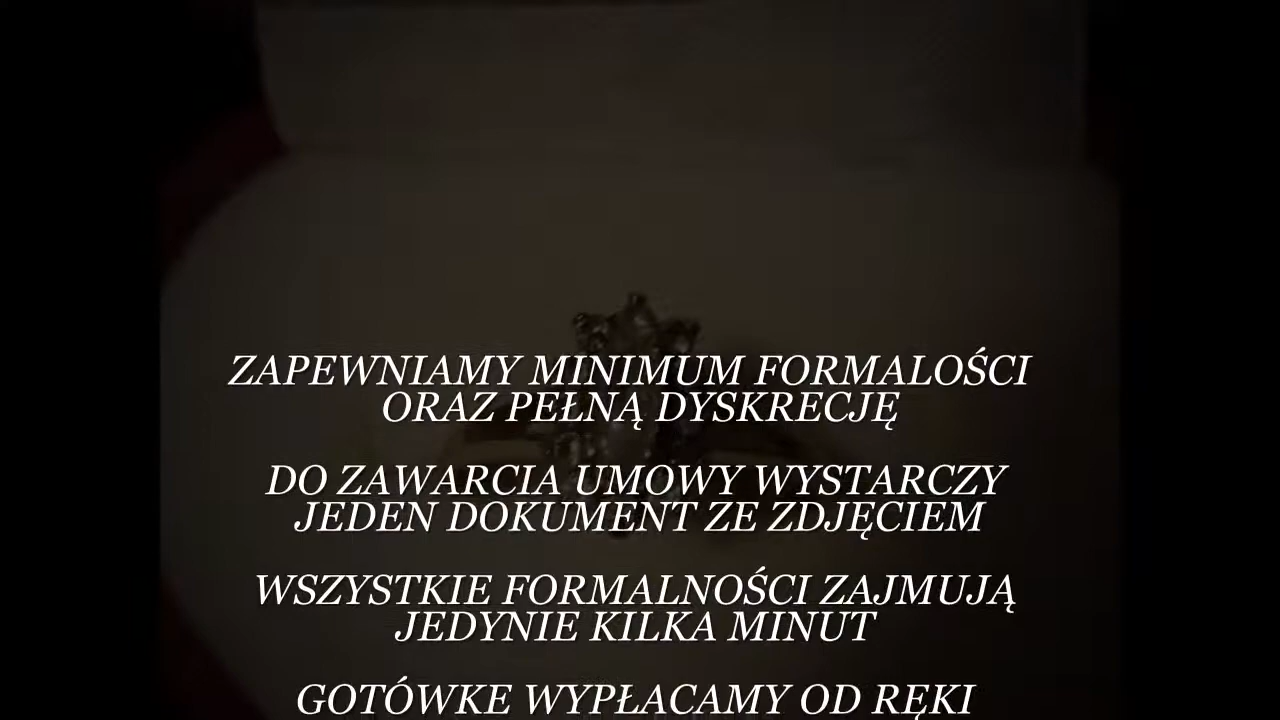 ZAPEWNIAMY MINIMUM FORMALOŚCI
ORAZ PEŁNĄ DYSKRECJĘ
DO ZAWARCIA UMOWY WYSTARCZY
JEDEN DOKUMENT ZE ZDJĘCIEM
WSZYSTKIE FORMALNOŚCI ZAJMUJĄ
JEDYNIE KILKA MINUT
GOTÓWKE WYPŁACAMY OD RĘKI